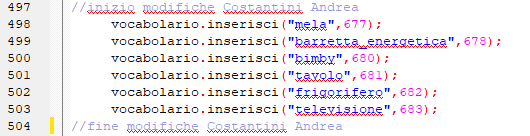 497 //inizio modifiche Costantini Andrea
498 vocabolario.inserisci("mela",677);
499 vocabolario.inserisci("barretta_energetica",678);
500 vocabolario.inserisci("bimby",680);
501 vocabolario.inserisci("tavolo",681);
502 vocabolario.inserisci("frigorifero",682);
503 vocabolario.inserisci("televisione",683);
504 //fine modifiche Costantini Andrea